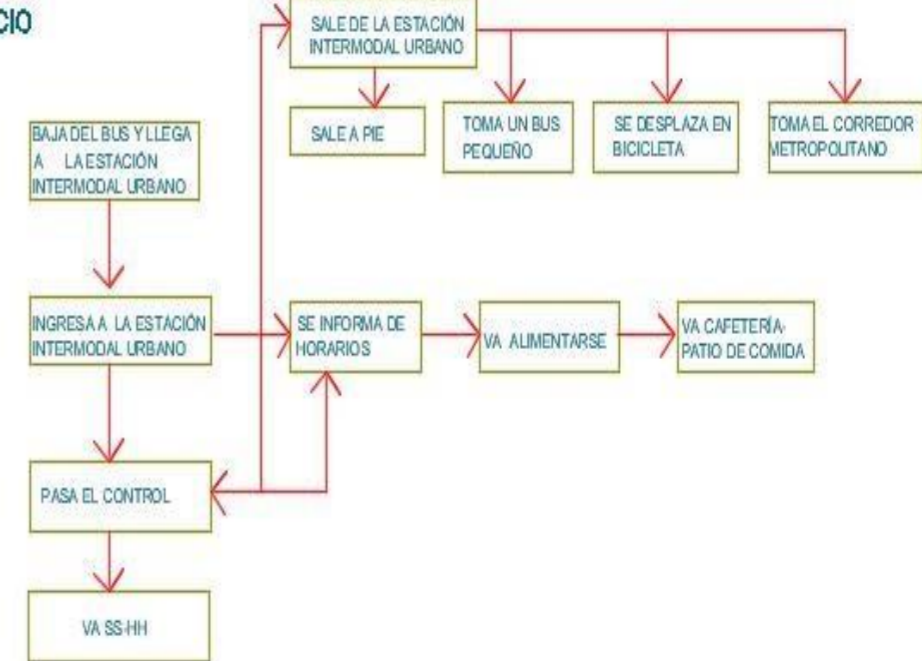 CIO
SALE DE LA ESTACIÓN
INTERMODAL URBANO
SALE A PIE
TOMA UN BUS
PEQUEÑO
SE DESPLAZA EN
BICICLETA
TOMA EL CORREDOR
METROPOLITANO
BAJA DEL BUS Y LLEGA
A LA ESTACIÓN
INTERMODAL URBANO
INGRESA A LA ESTACIÓN
INTERMODAL URBANO
SE INFORMA DE
HORARIOS
VA ALIMENTARSE
VA CAFETERÍA-
PATIO DE COMIDA
PASA EL CONTROL
VA SS-HH